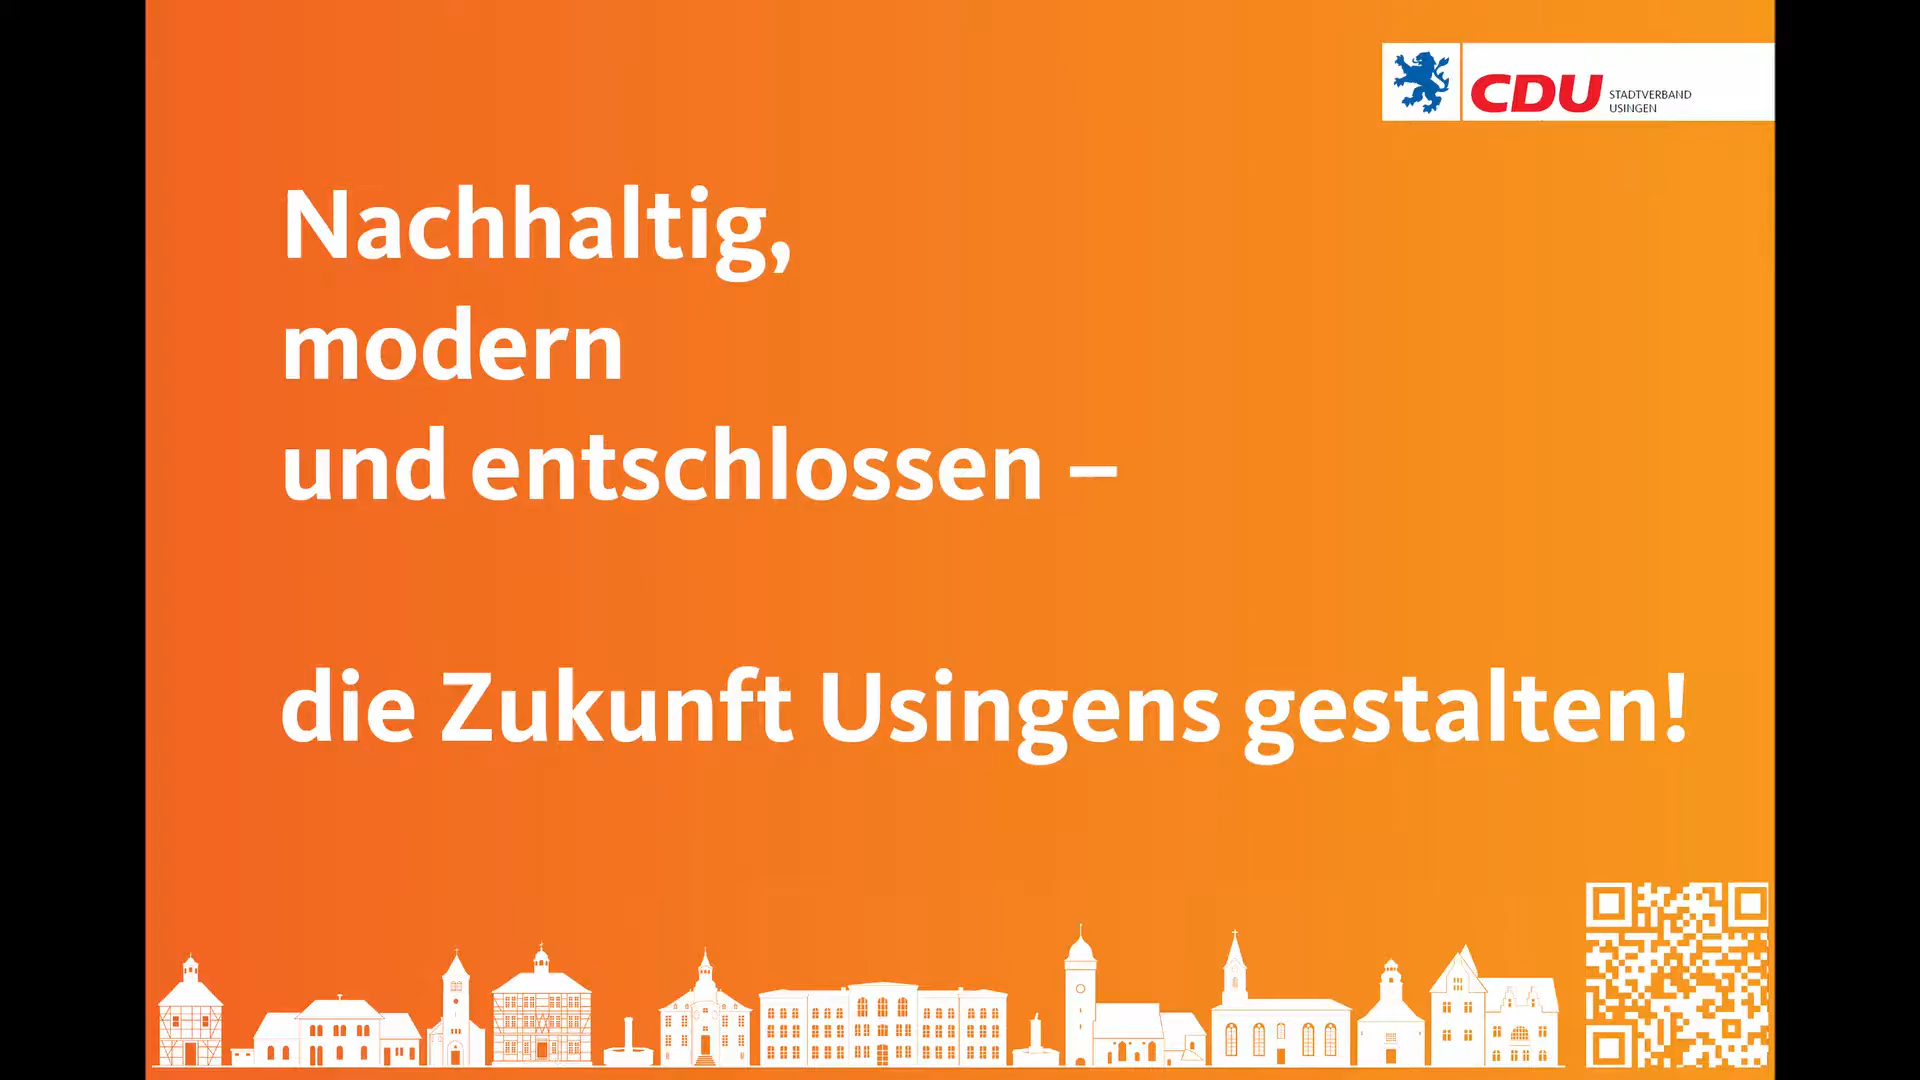 CDU STADTVERBAND
USINGEN
Nachhaltig,
modern
und entschlossen –
die Zukunft Usingens gestalten!